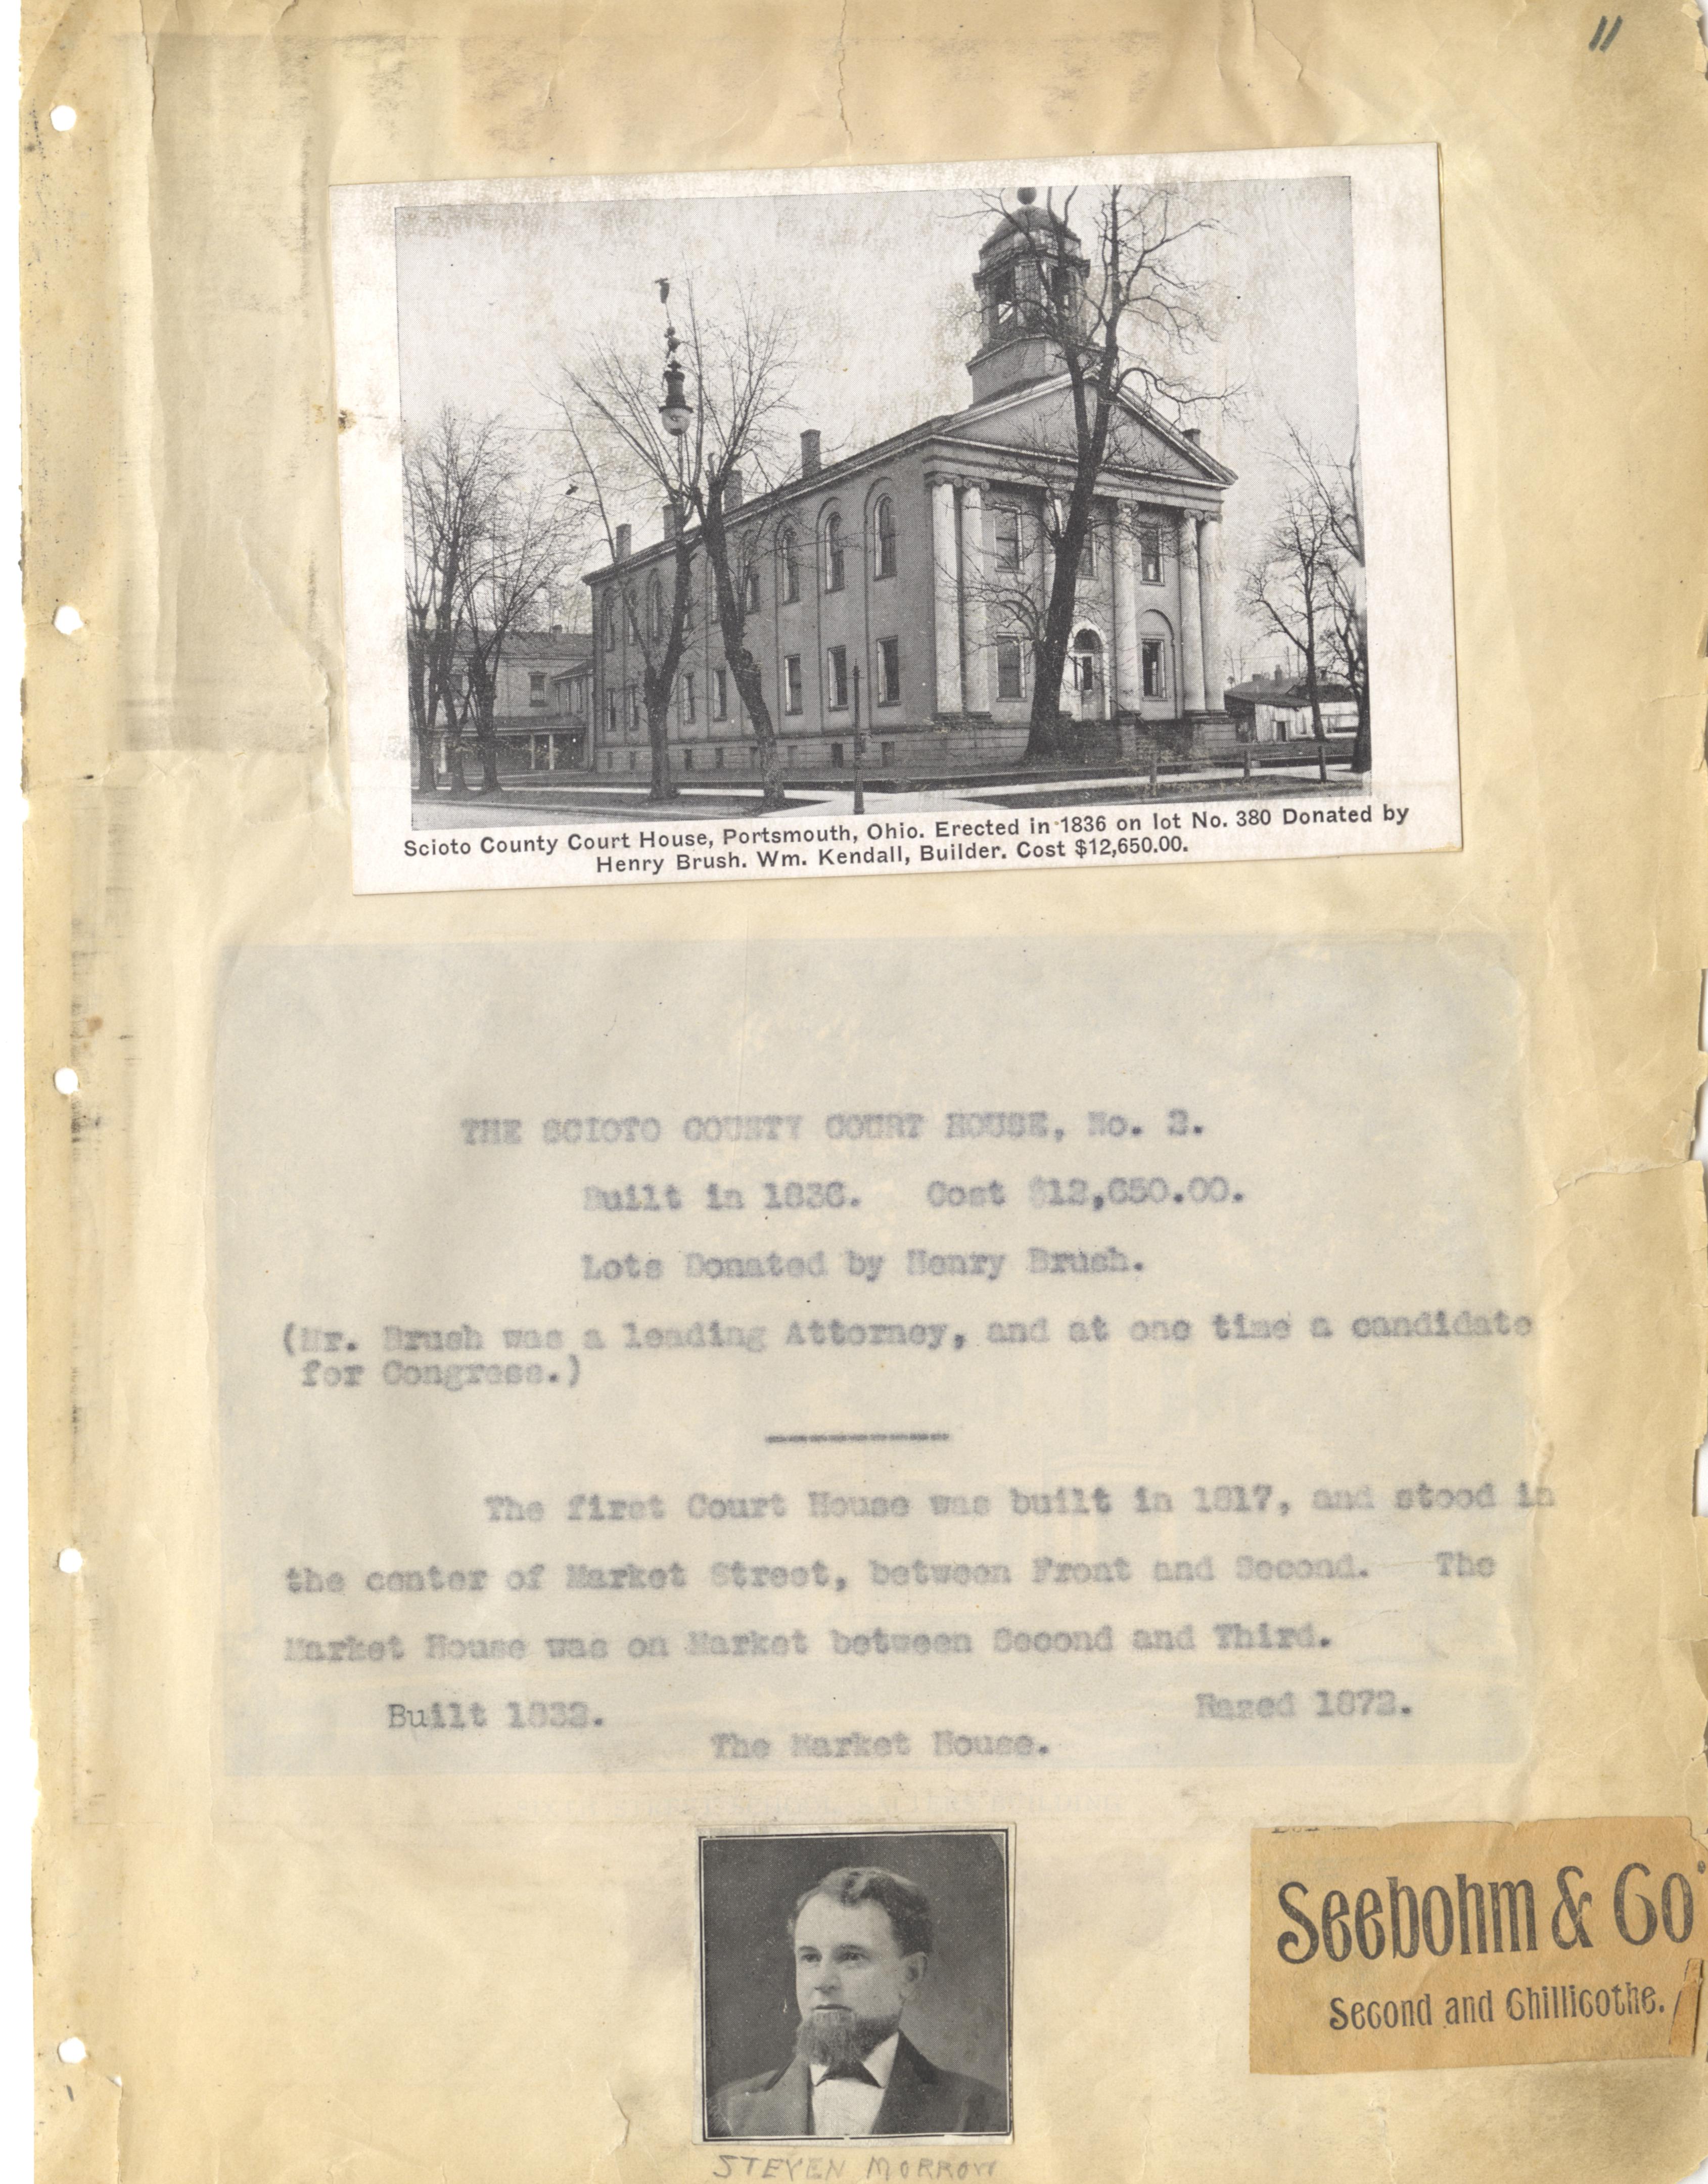 11
Scioto County Court House, Portsmouth, Ohio. Erected in 1836 on lot No. 380 Donated by
Henry Brush. Wm. Kendall, Builder. Cost $12,650.00.
THE SCIOTO COUNTY COURT HOUSE, No. 2.
Built in 1836. Cost $12,650.00.
Lots Donated by Henry Brush.
(Mr. Brush was a leading Attorney, and at one time a candidate
for Congress.)
The first Court House was built in 1817, and stood in
the center of Market Street, between Front and Second. The
Market House was on Market between Second and Third.
Built 1832. Razed 1872.
The Market House.
Seebohm & Co
Second and Chillicothe.
STEVEN MORROW